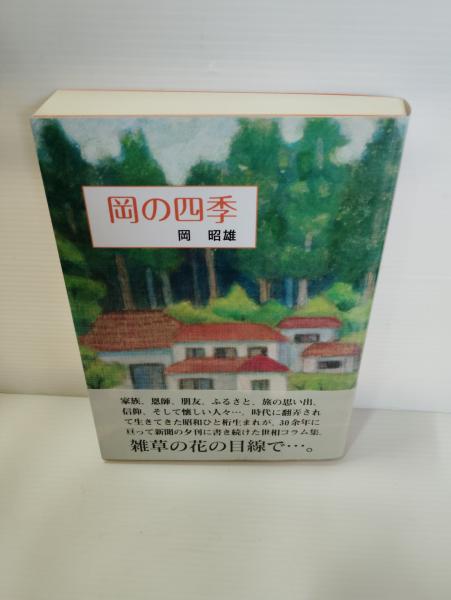 岡の四季
岡 昭雄
家族、恩師、朋友、ふるさと、旅の思い出、
信仰、そして懐しい人々…、時代に翻弄され
て生きてきた昭和ひと桁生まれが、30余年に
亘って新聞の夕刊に書き続けた世相コラム集。
雑草の花の目線で…。